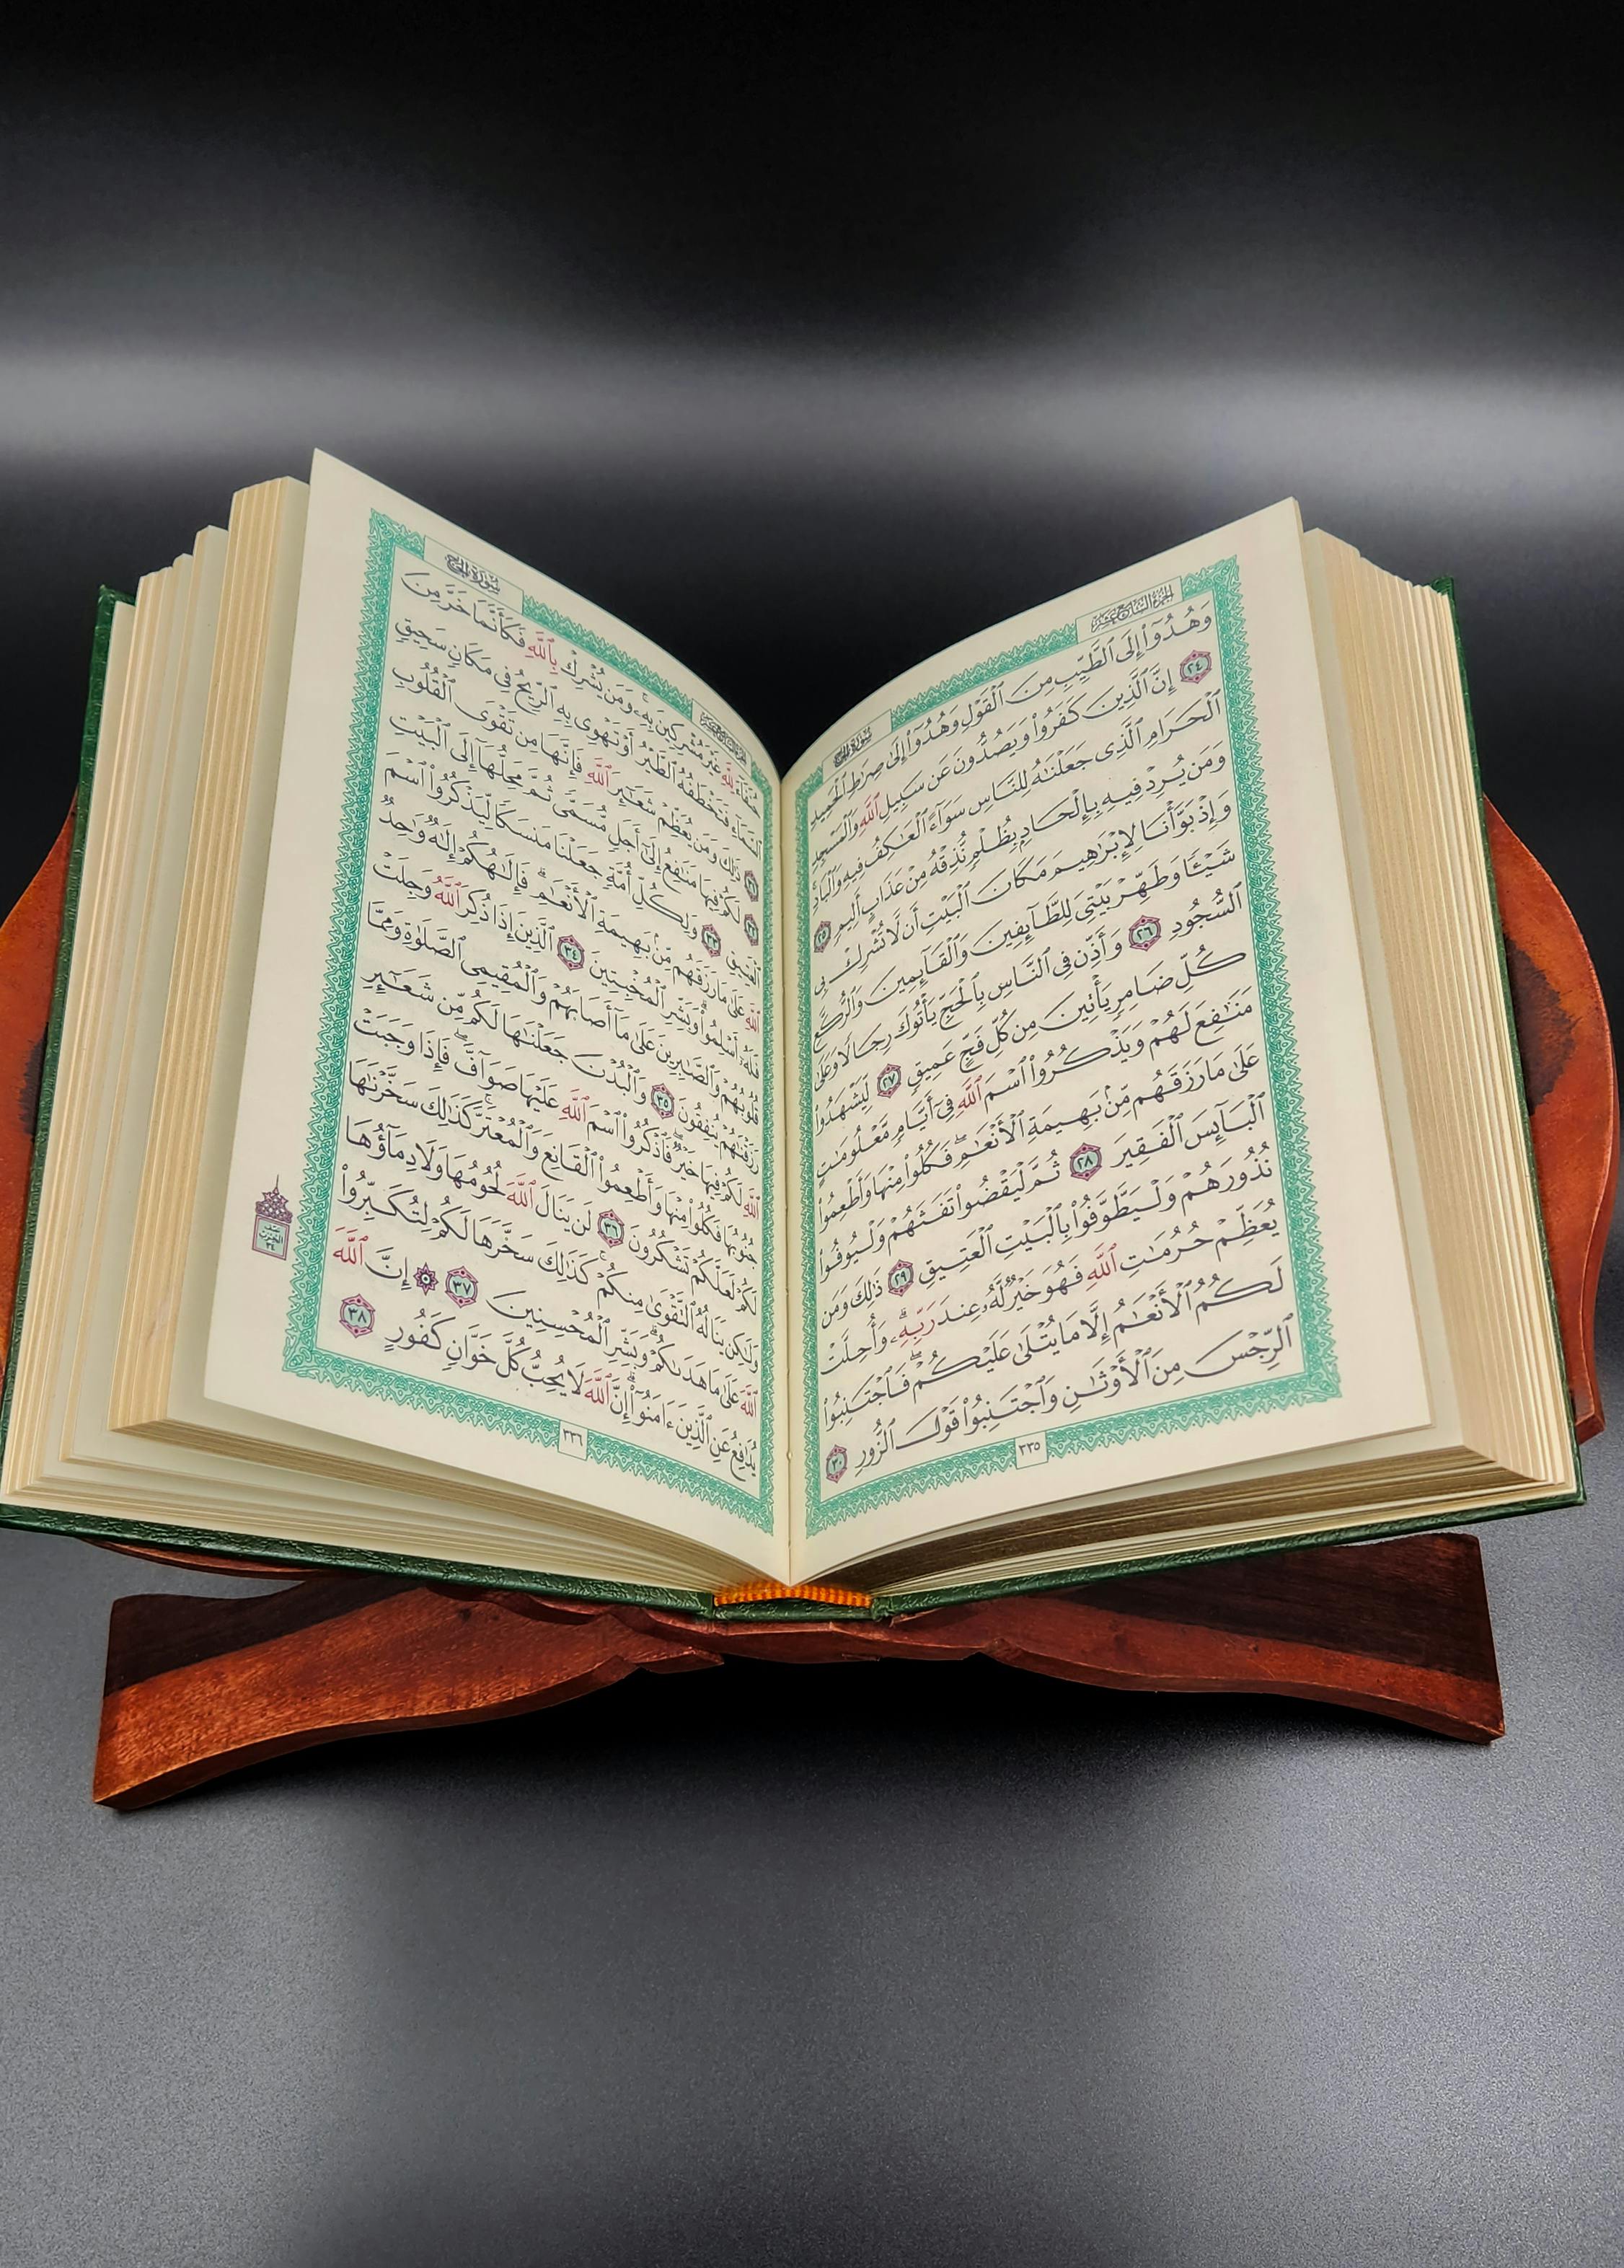 الجزء السابع عشر
سورة الحج
وَهُدُوٓا۟ إِلَى ٱلطَّيِّبِ مِنَ ٱلْقَوْلِ وَهُدُوٓا۟ إِلَىٰ صِرَٰطِ ٱلْحَمِيدِ
٢٤ إِنَّ ٱلَّذِينَ كَفَرُوا۟ وَيَصُدُّونَ عَن سَبِيلِ ٱللَّهِ وَٱلْمَسْجِدِ
ٱلْحَرَامِ ٱلَّذِى جَعَلْنَٰهُ لِلنَّاسِ سَوَآءً ٱلْعَٰكِفُ فِيهِ وَٱلْبَادِ ۚ
وَمَن يُرِدْ فِيهِ بِإِلْحَادٍۭ بِظُلْمٍ نُّذِقْهُ مِنْ عَذَابٍ أَلِيمٍ ٢٥
وَإِذْ بَوَّأْنَا لِإِبْرَٰهِيمَ مَكَانَ ٱلْبَيْتِ أَن لَّا تُشْرِكْ بِى
شَيْـًٔا وَطَهِّرْ بَيْتِىَ لِلطَّآئِفِينَ وَٱلْقَآئِمِينَ وَٱلرُّكَّعِ
ٱلسُّجُودِ ٢٦ وَأَذِّن فِى ٱلنَّاسِ بِٱلْحَجِّ يَأْتُوكَ رِجَالًا وَعَلَىٰ
كُلِّ ضَامِرٍ يَأْتِينَ مِن كُلِّ فَجٍّ عَمِيقٍ ٢٧ لِّيَشْهَدُوا۟
مَنَٰفِعَ لَهُمْ وَيَذْكُرُوا۟ ٱسْمَ ٱللَّهِ فِىٓ أَيَّامٍ مَّعْلُومَٰتٍ
عَلَىٰ مَا رَزَقَهُم مِّنۢ بَهِيمَةِ ٱلْأَنْعَٰمِ ۖ فَكُلُوا۟ مِنْهَا وَأَطْعِمُوا۟
ٱلْبَآئِسَ ٱلْفَقِيرَ ٢٨ ثُمَّ لْيَقْضُوا۟ تَفَثَهُمْ وَلْيُوفُوا۟
نُذُورَهُمْ وَلْيَطَّوَّفُوا۟ بِٱلْبَيْتِ ٱلْعَتِيقِ ٢٩ ذَٰلِكَ وَمَن
يُعَظِّمْ حُرُمَٰتِ ٱللَّهِ فَهُوَ خَيْرٌ لَّهُۥ عِندَ رَبِّهِۦ ۗ وَأُحِلَّتْ
لَكُمُ ٱلْأَنْعَٰمُ إِلَّا مَا يُتْلَىٰ عَلَيْكُمْ ۖ فَٱجْتَنِبُوا۟
ٱلرِّجْسَ مِنَ ٱلْأَوْثَٰنِ وَٱجْتَنِبُوا۟ قَوْلَ ٱلزُّورِ ٣٠
٣٣٥
سورة الحج
حُنَفَآءَ لِلَّهِ غَيْرَ مُشْرِكِينَ بِهِۦ ۚ وَمَن يُشْرِكْ بِٱللَّهِ فَكَأَنَّمَا خَرَّ مِنَ
ٱلسَّمَآءِ فَتَخْطَفُهُ ٱلطَّيْرُ أَوْ تَهْوِى بِهِ ٱلرِّيحُ فِى مَكَانٍ سَحِيقٍ
٣١ ذَٰلِكَ وَمَن يُعَظِّمْ شَعَٰٓئِرَ ٱللَّهِ فَإِنَّهَا مِن تَقْوَى ٱلْقُلُوبِ
٣٢ لَكُمْ فِيهَا مَنَٰفِعُ إِلَىٰٓ أَجَلٍ مُّسَمًّى ثُمَّ مَحِلُّهَآ إِلَى ٱلْبَيْتِ
ٱلْعَتِيقِ ٣٣ وَلِكُلِّ أُمَّةٍ جَعَلْنَا مَنسَكًا لِّيَذْكُرُوا۟ ٱسْمَ
ٱللَّهِ عَلَىٰ مَا رَزَقَهُم مِّنۢ بَهِيمَةِ ٱلْأَنْعَٰمِ ۗ فَإِلَٰهُكُمْ إِلَٰهٌ وَٰحِدٌ
فَلَهُۥٓ أَسْلِمُوا۟ ۗ وَبَشِّرِ ٱلْمُخْبِتِينَ ٣٤ ٱلَّذِينَ إِذَا ذُكِرَ ٱللَّهُ وَجِلَتْ
قُلُوبُهُمْ وَٱلصَّٰبِرِينَ عَلَىٰ مَآ أَصَابَهُمْ وَٱلْمُقِيمِى ٱلصَّلَوٰةِ وَمِمَّا
رَزَقْنَٰهُمْ يُنفِقُونَ ٣٥ وَٱلْبُدْنَ جَعَلْنَٰهَا لَكُم مِّن شَعَٰٓئِرِ
ٱللَّهِ لَكُمْ فِيهَا خَيْرٌ ۖ فَٱذْكُرُوا۟ ٱسْمَ ٱللَّهِ عَلَيْهَا صَوَآفَّ ۖ فَإِذَا وَجَبَتْ
جُنُوبُهَا فَكُلُوا۟ مِنْهَا وَأَطْعِمُوا۟ ٱلْقَانِعَ وَٱلْمُعْتَرَّ ۚ كَذَٰلِكَ سَخَّرْنَٰهَا
لَكُمْ لَعَلَّكُمْ تَشْكُرُونَ ٣٦ لَن يَنَالَ ٱللَّهَ لُحُومُهَا وَلَا دِمَآؤُهَا
وَلَٰكِن يَنَالُهُ ٱلتَّقْوَىٰ مِنكُمْ ۚ كَذَٰلِكَ سَخَّرَهَا لَكُمْ لِتُكَبِّرُوا۟
ٱللَّهَ عَلَىٰ مَا هَدَىٰكُمْ ۗ وَبَشِّرِ ٱلْمُحْسِنِينَ ٣٧ ۞ إِنَّ ٱللَّهَ
يُدَٰفِعُ عَنِ ٱلَّذِينَ ءَامَنُوٓا۟ ۗ إِنَّ ٱللَّهَ لَا يُحِبُّ كُلَّ خَوَّانٍ كَفُورٍ ٣٨
٣٣٦